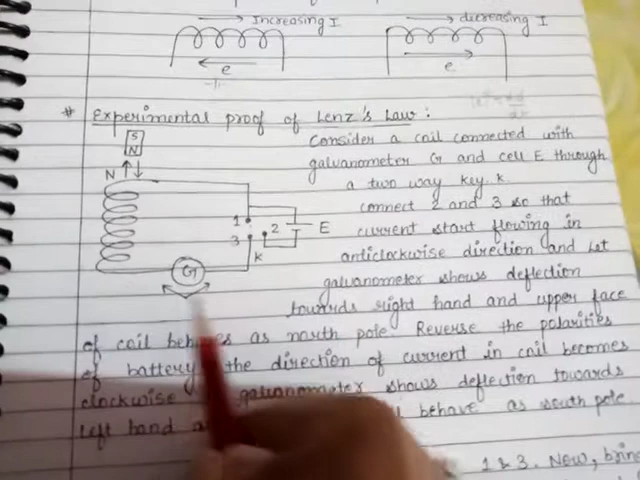 Increasing I
decreasing I
e
e
# Experimental proof of Lenz's Law :
S
N
N
1
2
3
E
K
G
Consider a coil connected with
galvanometer G and cell E through
a two way key. K
connect 2 and 3 so that
current start flowing in
anticlockwise direction and let
galvanometer shows deflection
towards right hand and upper face
of coil behaves as north pole. Reverse the polarities
of battery, the direction of current in coil becomes
clockwise galvanometer shows deflection towards
left hand behave as south pole.
1 & 3. Now, bring